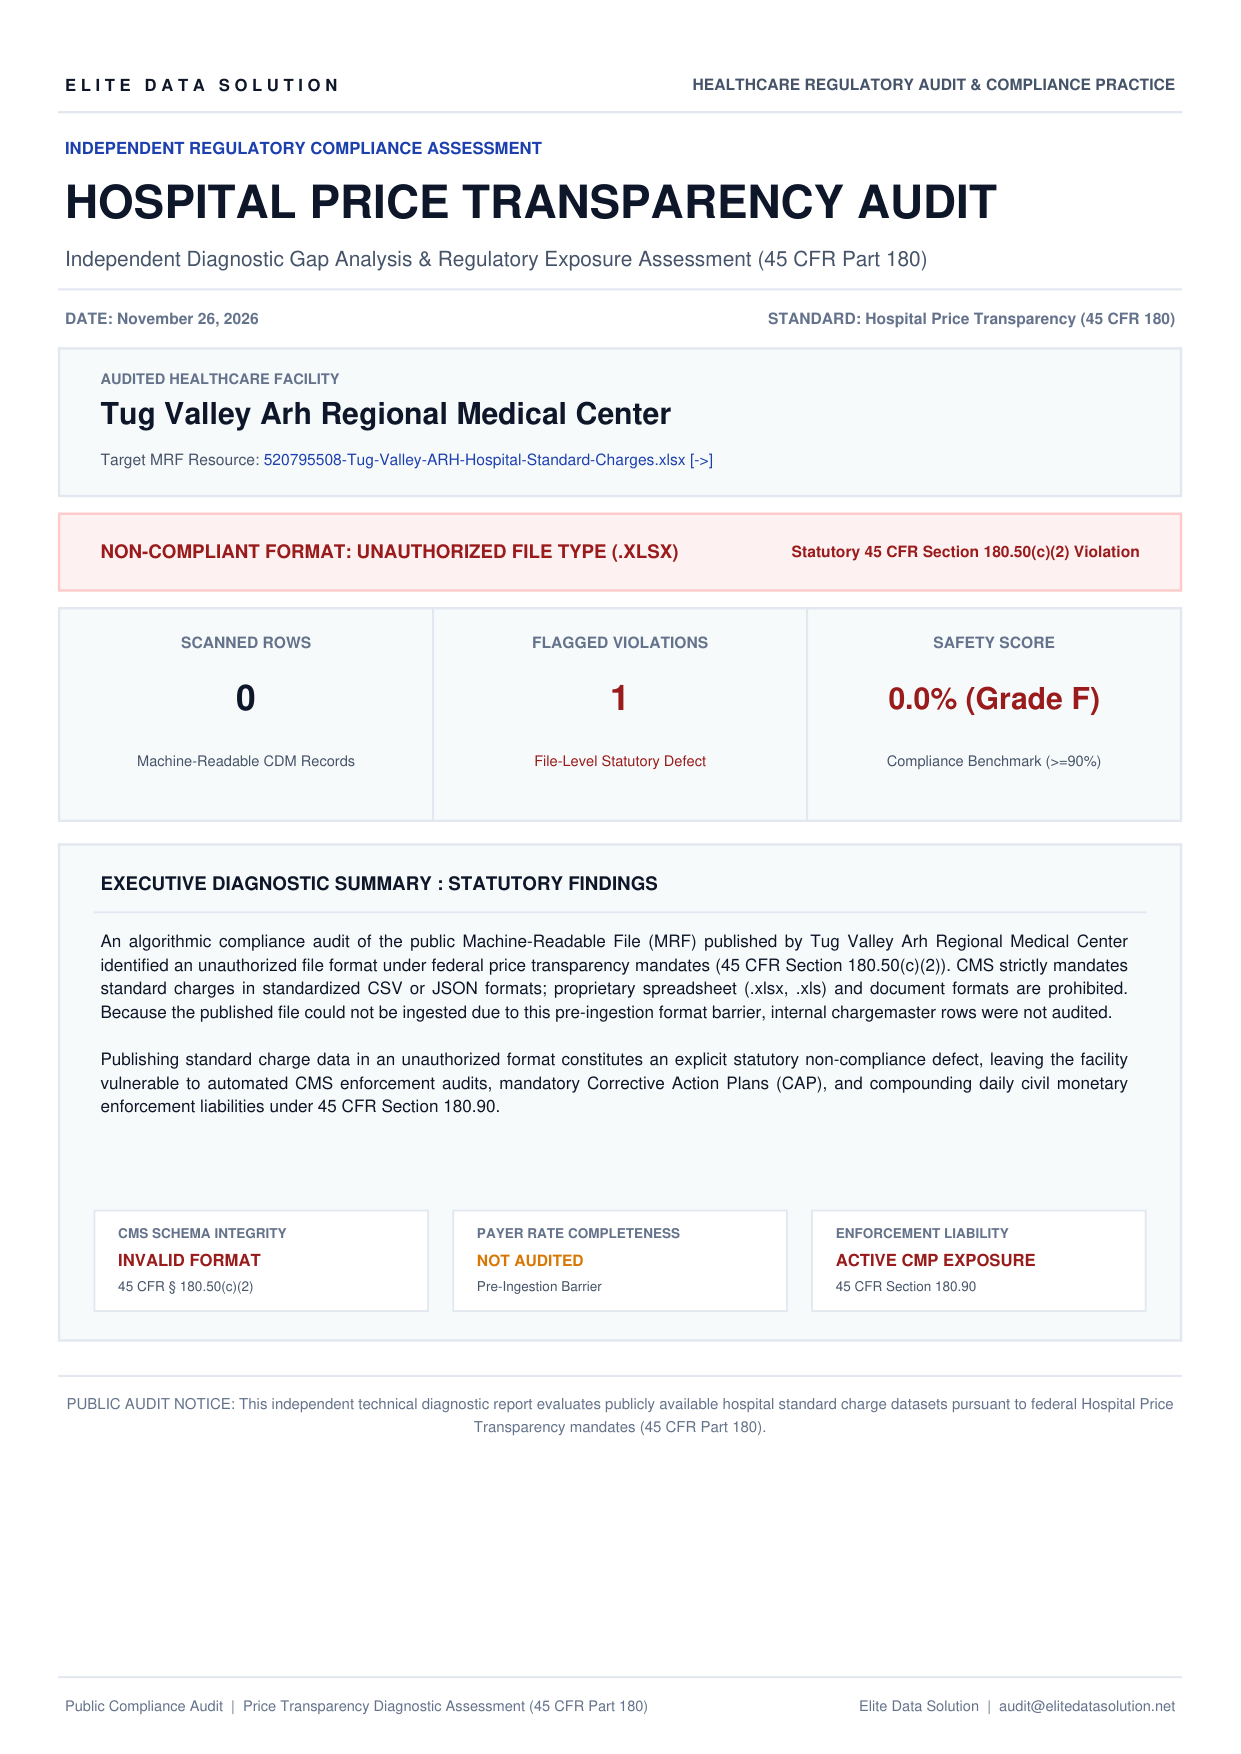 ELITE DATA SOLUTION
HEALTHCARE REGULATORY AUDIT & COMPLIANCE PRACTICE
INDEPENDENT REGULATORY COMPLIANCE ASSESSMENT
HOSPITAL PRICE TRANSPARENCY AUDIT
Independent Diagnostic Gap Analysis & Regulatory Exposure Assessment (45 CFR Part 180)
DATE: November 26, 2026
STANDARD: Hospital Price Transparency (45 CFR 180)
AUDITED HEALTHCARE FACILITY
Tug Valley Arh Regional Medical Center
Target MRF Resource: 520795508-Tug-Valley-ARH-Hospital-Standard-Charges.xlsx [->]
NON-COMPLIANT FORMAT: UNAUTHORIZED FILE TYPE (.XLSX)
Statutory 45 CFR Section 180.50(c)(2) Violation
SCANNED ROWS
0
Machine-Readable CDM Records
FLAGGED VIOLATIONS
1
File-Level Statutory Defect
SAFETY SCORE
0.0% (Grade F)
Compliance Benchmark (>=90%)
EXECUTIVE DIAGNOSTIC SUMMARY : STATUTORY FINDINGS
An algorithmic compliance audit of the public Machine-Readable File (MRF) published by Tug Valley Arh Regional Medical Center
identified an unauthorized file format under federal price transparency mandates (45 CFR Section 180.50(c)(2)). CMS strictly mandates
standard charges in standardized CSV or JSON formats; proprietary spreadsheet (.xlsx, .xls) and document formats are prohibited.
Because the published file could not be ingested due to this pre-ingestion format barrier, internal chargemaster rows were not audited.
Publishing standard charge data in an unauthorized format constitutes an explicit statutory non-compliance defect, leaving the facility
vulnerable to automated CMS enforcement audits, mandatory Corrective Action Plans (CAP), and compounding daily civil monetary
enforcement liabilities under 45 CFR Section 180.90.
CMS SCHEMA INTEGRITY
INVALID FORMAT
45 CFR § 180.50(c)(2)
PAYER RATE COMPLETENESS
NOT AUDITED
Pre-Ingestion Barrier
ENFORCEMENT LIABILITY
ACTIVE CMP EXPOSURE
45 CFR Section 180.90
PUBLIC AUDIT NOTICE: This independent technical diagnostic report evaluates publicly available hospital standard charge datasets pursuant to federal Hospital Price
Transparency mandates (45 CFR Part 180).
Public Compliance Audit | Price Transparency Diagnostic Assessment (45 CFR Part 180)
Elite Data Solution | audit@elitedatasolution.net